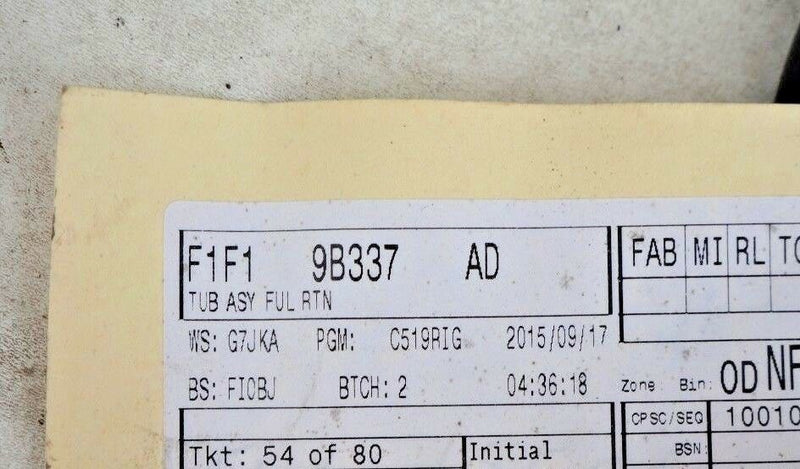 F1F1 9B337 AD
TUB ASY FUL RTN
WS: G7JKA PGM: C519RIG 2015/09/17
BS: FIOBJ BTCH: 2 04:36:18
Tkt: 54 of 80 Initial
FAB MI RL
Zone Bin: OD
CPSC/SEQ 10010
BSN